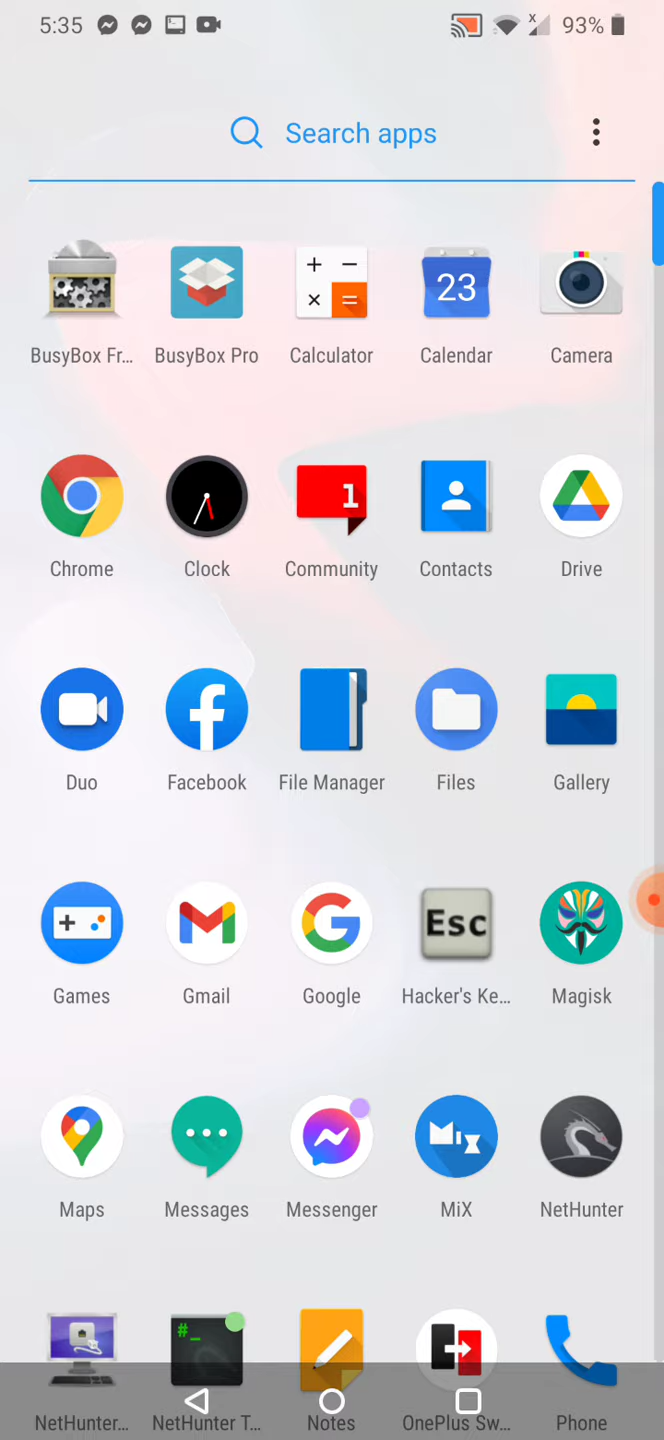 5:35 x 93%
Search apps
+ − × =
23
BusyBox Fr... BusyBox Pro Calculator Calendar Camera
1
Chrome Clock Community Contacts Drive
Duo Facebook File Manager Files Gallery
Esc
Games Gmail Google Hacker's Ke... Magisk
Mix
Maps Messages Messenger MiX NetHunter
#_
NetHunter... NetHunter T... Notes OnePlus Sw... Phone